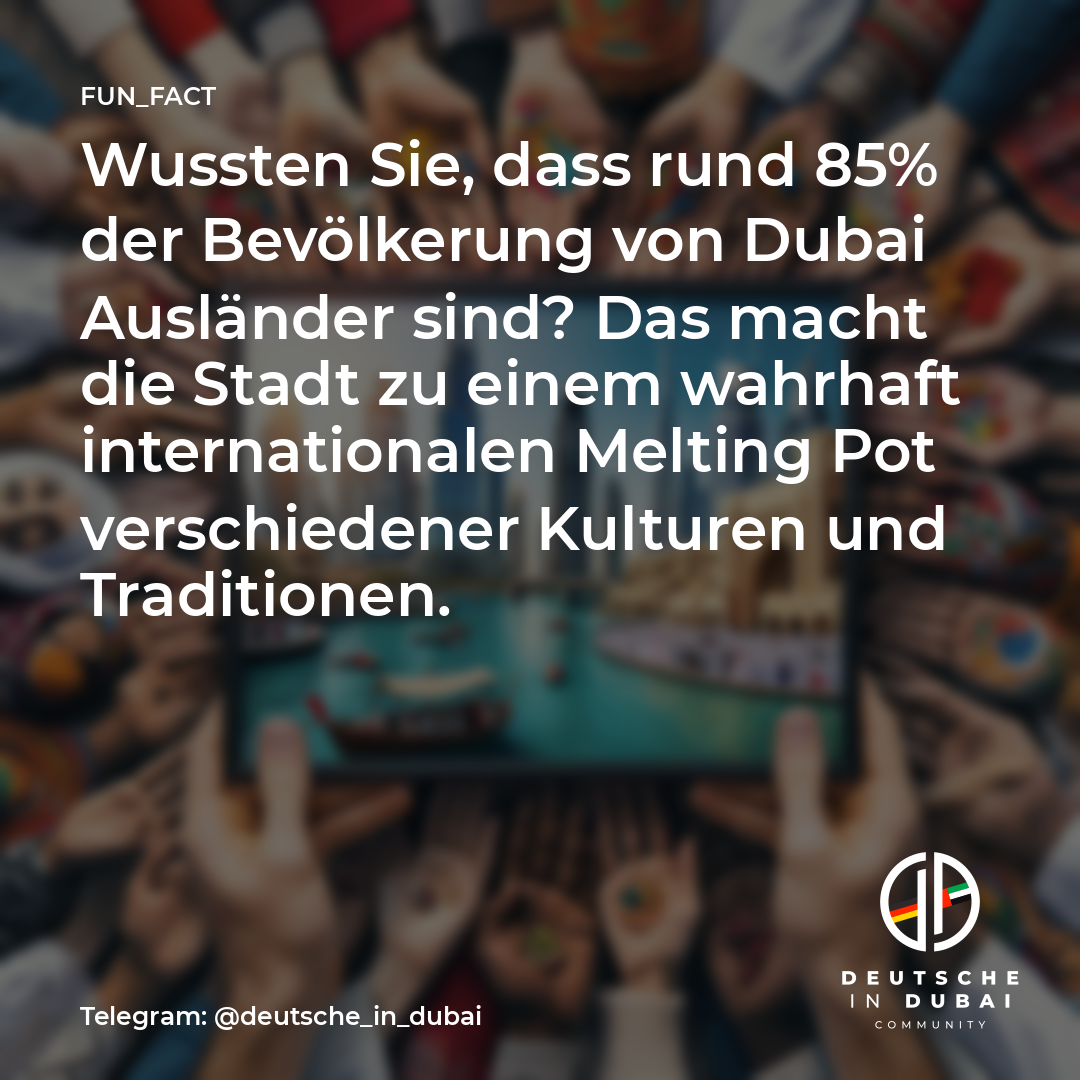 FUN_FACT
Wussten Sie, dass rund 85%
der Bevölkerung von Dubai
Ausländer sind? Das macht
die Stadt zu einem wahrhaft
internationalen Melting Pot
verschiedener Kulturen und
Traditionen.
DEUTSCHE
IN DUBAI
COMMUNITY
Telegram: @deutsche_in_dubai